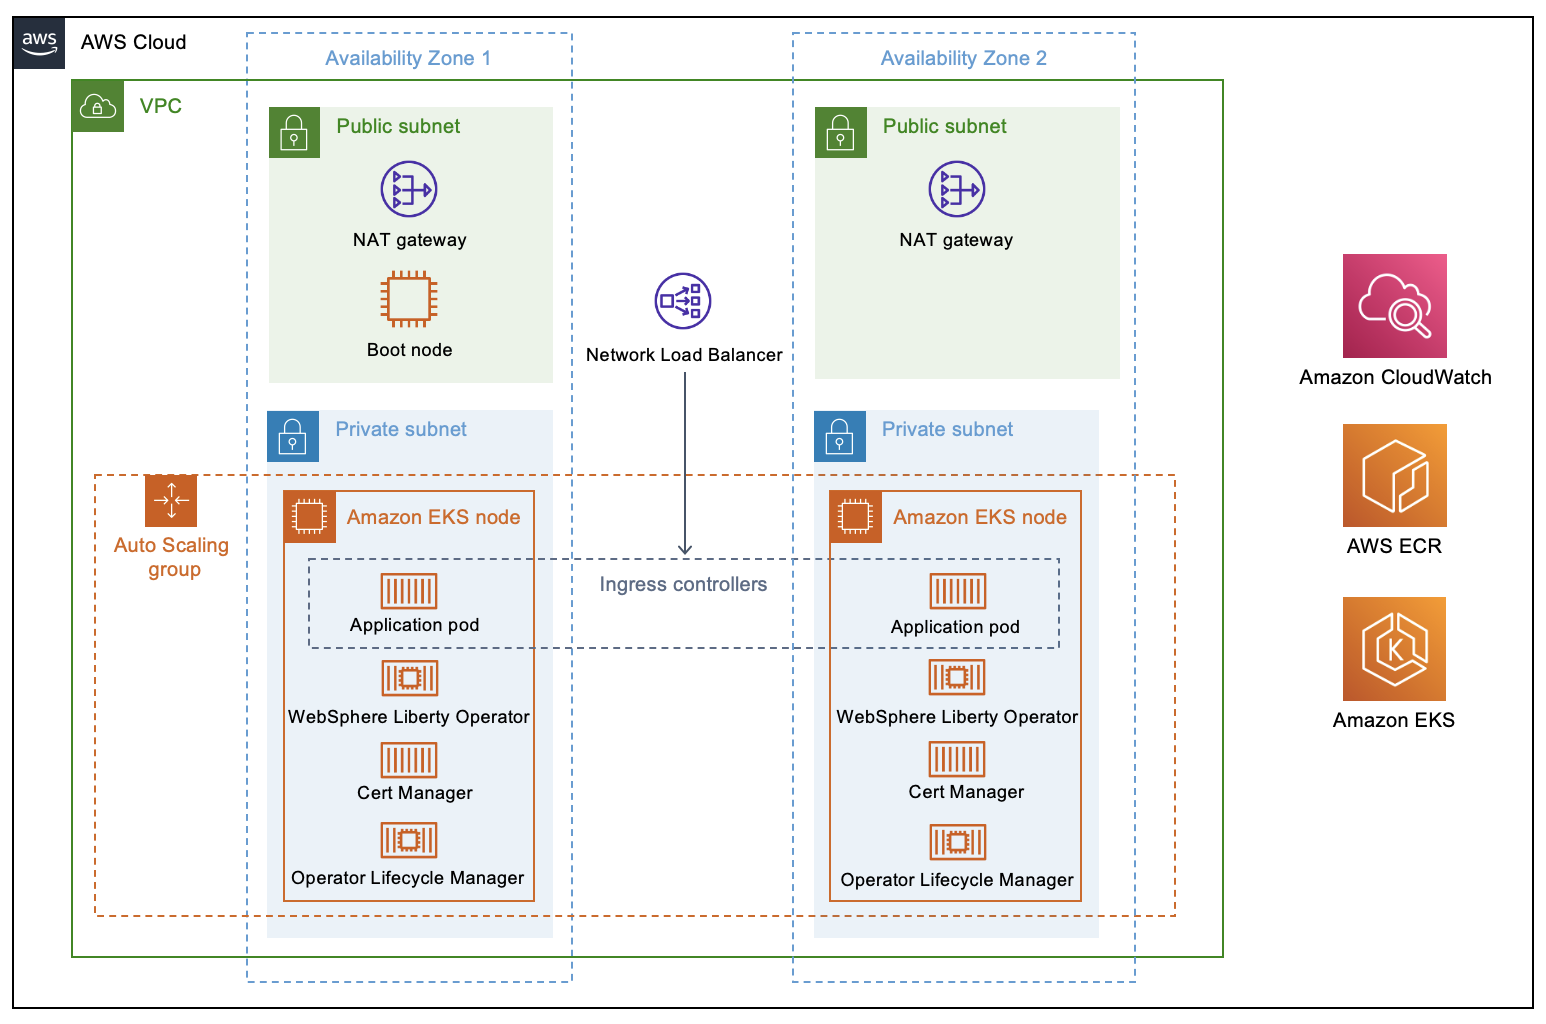 aws
AWS Cloud
Availability Zone 1
Availability Zone 2
VPC
Public subnet
NAT gateway
Boot node
Public subnet
NAT gateway
Network Load Balancer
Private subnet
Private subnet
Auto Scaling
group
Amazon EKS node
Amazon EKS node
Ingress controllers
Application pod
WebSphere Liberty Operator
Cert Manager
Operator Lifecycle Manager
Application pod
WebSphere Liberty Operator
Cert Manager
Operator Lifecycle Manager
Amazon CloudWatch
AWS ECR
K
Amazon EKS